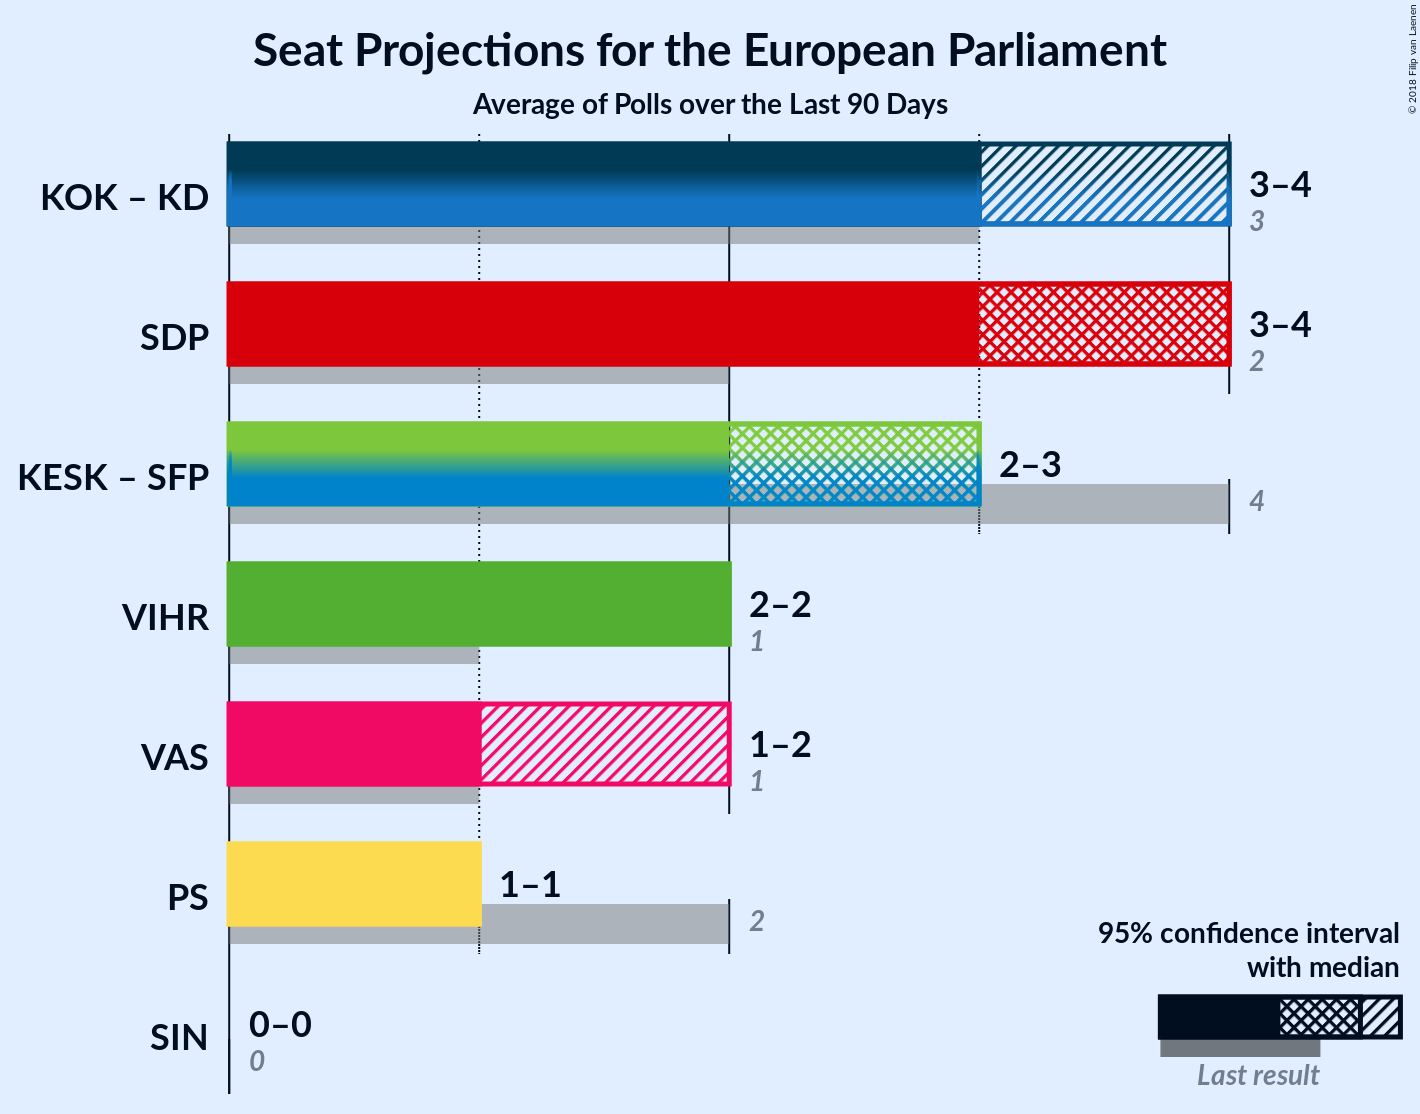 Seat Projections for the European Parliament
Average of Polls over the Last 90 Days
© 2018 Filip van Laenen
KOK – KD
3–4
3
SDP
3–4
2
KESK – SFP
2–3
4
VIHR
2–2
1
VAS
1–2
1
PS
1–1
2
SIN
0–0
0
95% confidence interval
with median
Last result